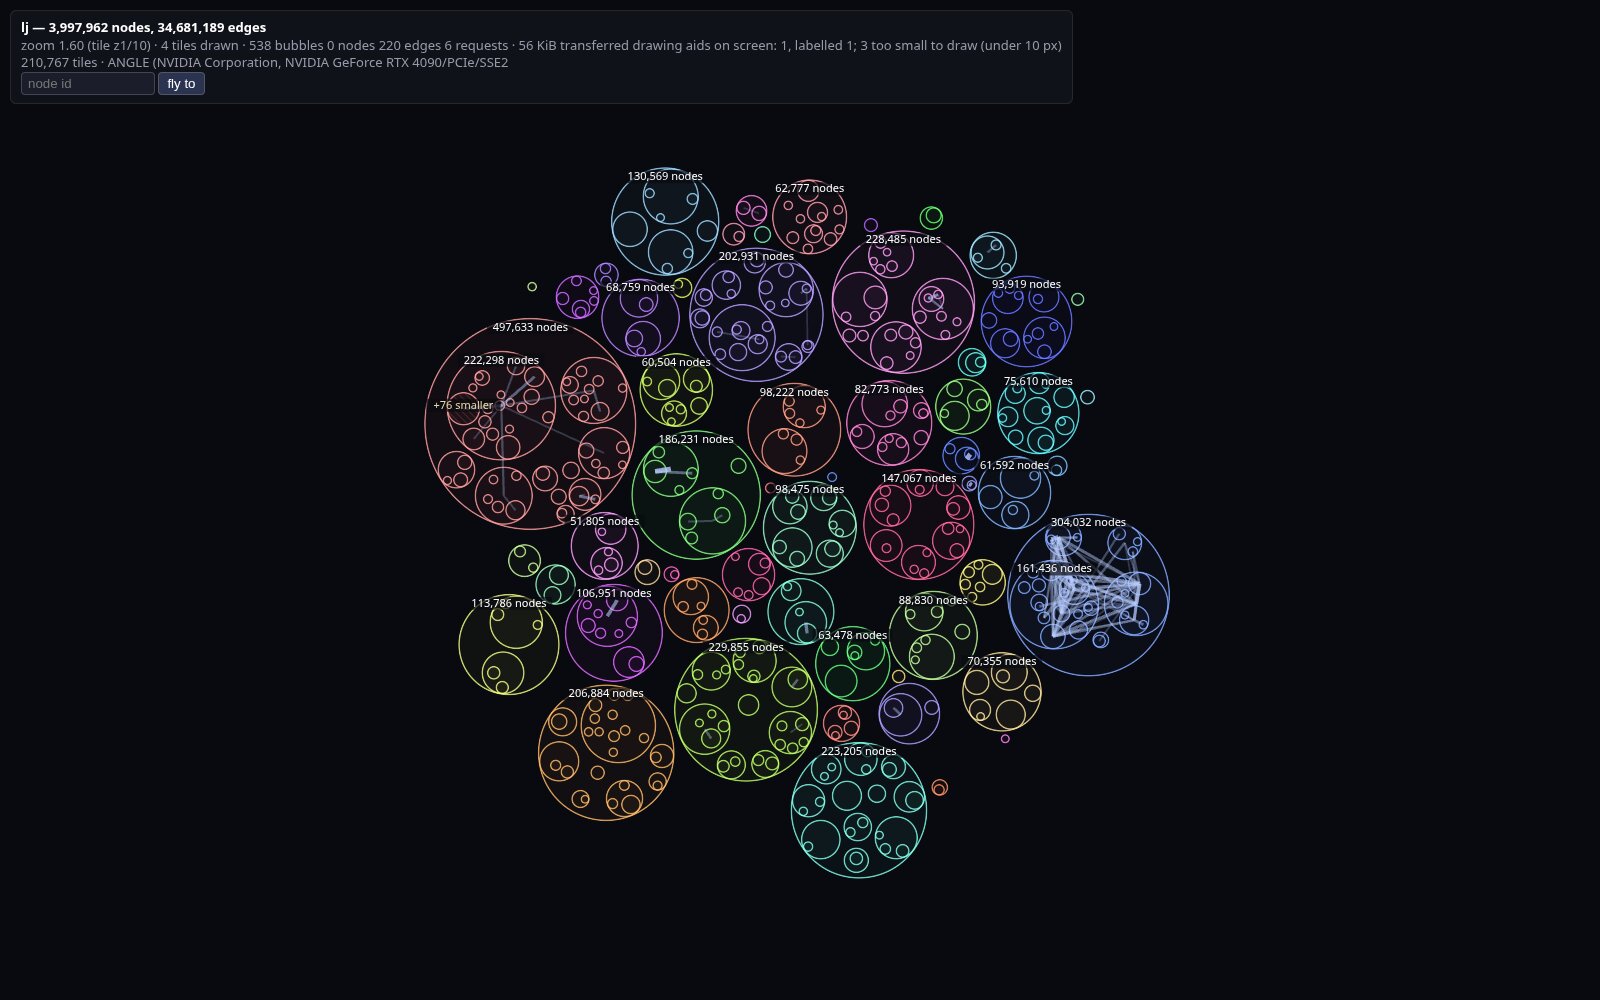 lj — 3,997,962 nodes, 34,681,189 edges
zoom 1.60 (tile z1/10) · 4 tiles drawn · 538 bubbles 0 nodes 220 edges 6 requests · 56 KiB transferred drawing aids on screen: 1, labelled 1; 3 too small to draw (under 10 px)
210,767 tiles · ANGLE (NVIDIA Corporation, NVIDIA GeForce RTX 4090/PCIe/SSE2
node id
fly to
130,569 nodes
62,777 nodes
228,485 nodes
202,931 nodes
93,919 nodes
68,759 nodes
497,633 nodes
222,298 nodes
60,504 nodes
75,610 nodes
98,222 nodes
82,773 nodes
+76 smaller
186,231 nodes
61,592 nodes
147,067 nodes
98,475 nodes
51,805 nodes
304,032 nodes
161,436 nodes
106,951 nodes
88,830 nodes
113,786 nodes
63,478 nodes
229,855 nodes
70,355 nodes
206,884 nodes
223,205 nodes